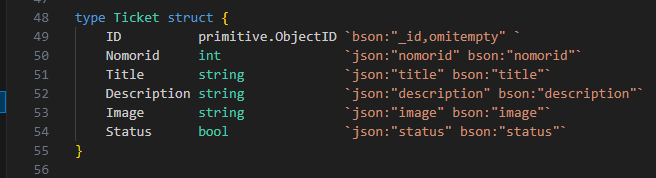 48 type Ticket struct {
49 ID primitive.ObjectID `bson:"_id,omitempty" `
50 Nomorid int `json:"nomorid" bson:"nomorid"`
51 Title string `json:"title" bson:"title"`
52 Description string `json:"description" bson:"description"`
53 Image string `json:"image" bson:"image"`
54 Status bool `json:"status" bson:"status"`
55 }
56